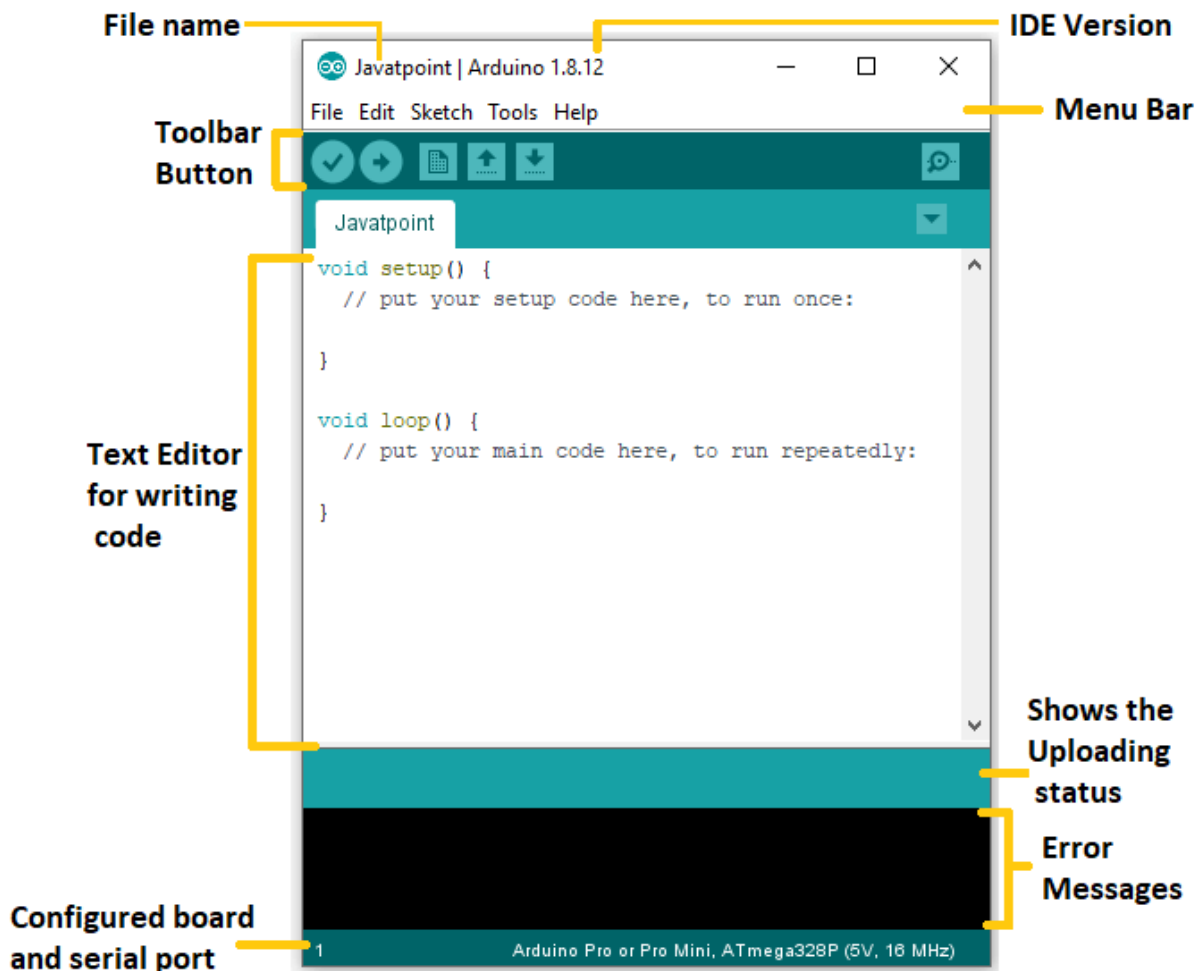 File name
IDE Version
Javatpoint | Arduino 1.8.12
File Edit Sketch Tools Help
Menu Bar
Toolbar
Button
Javatpoint
void setup() {
// put your setup code here, to run once:
}
void loop() {
// put your main code here, to run repeatedly:
}
Text Editor
for writing
code
Shows the
Uploading
status
Error
Messages
Configured board
and serial port
1
Arduino Pro or Pro Mini, ATmega328P (5V, 16 MHz)